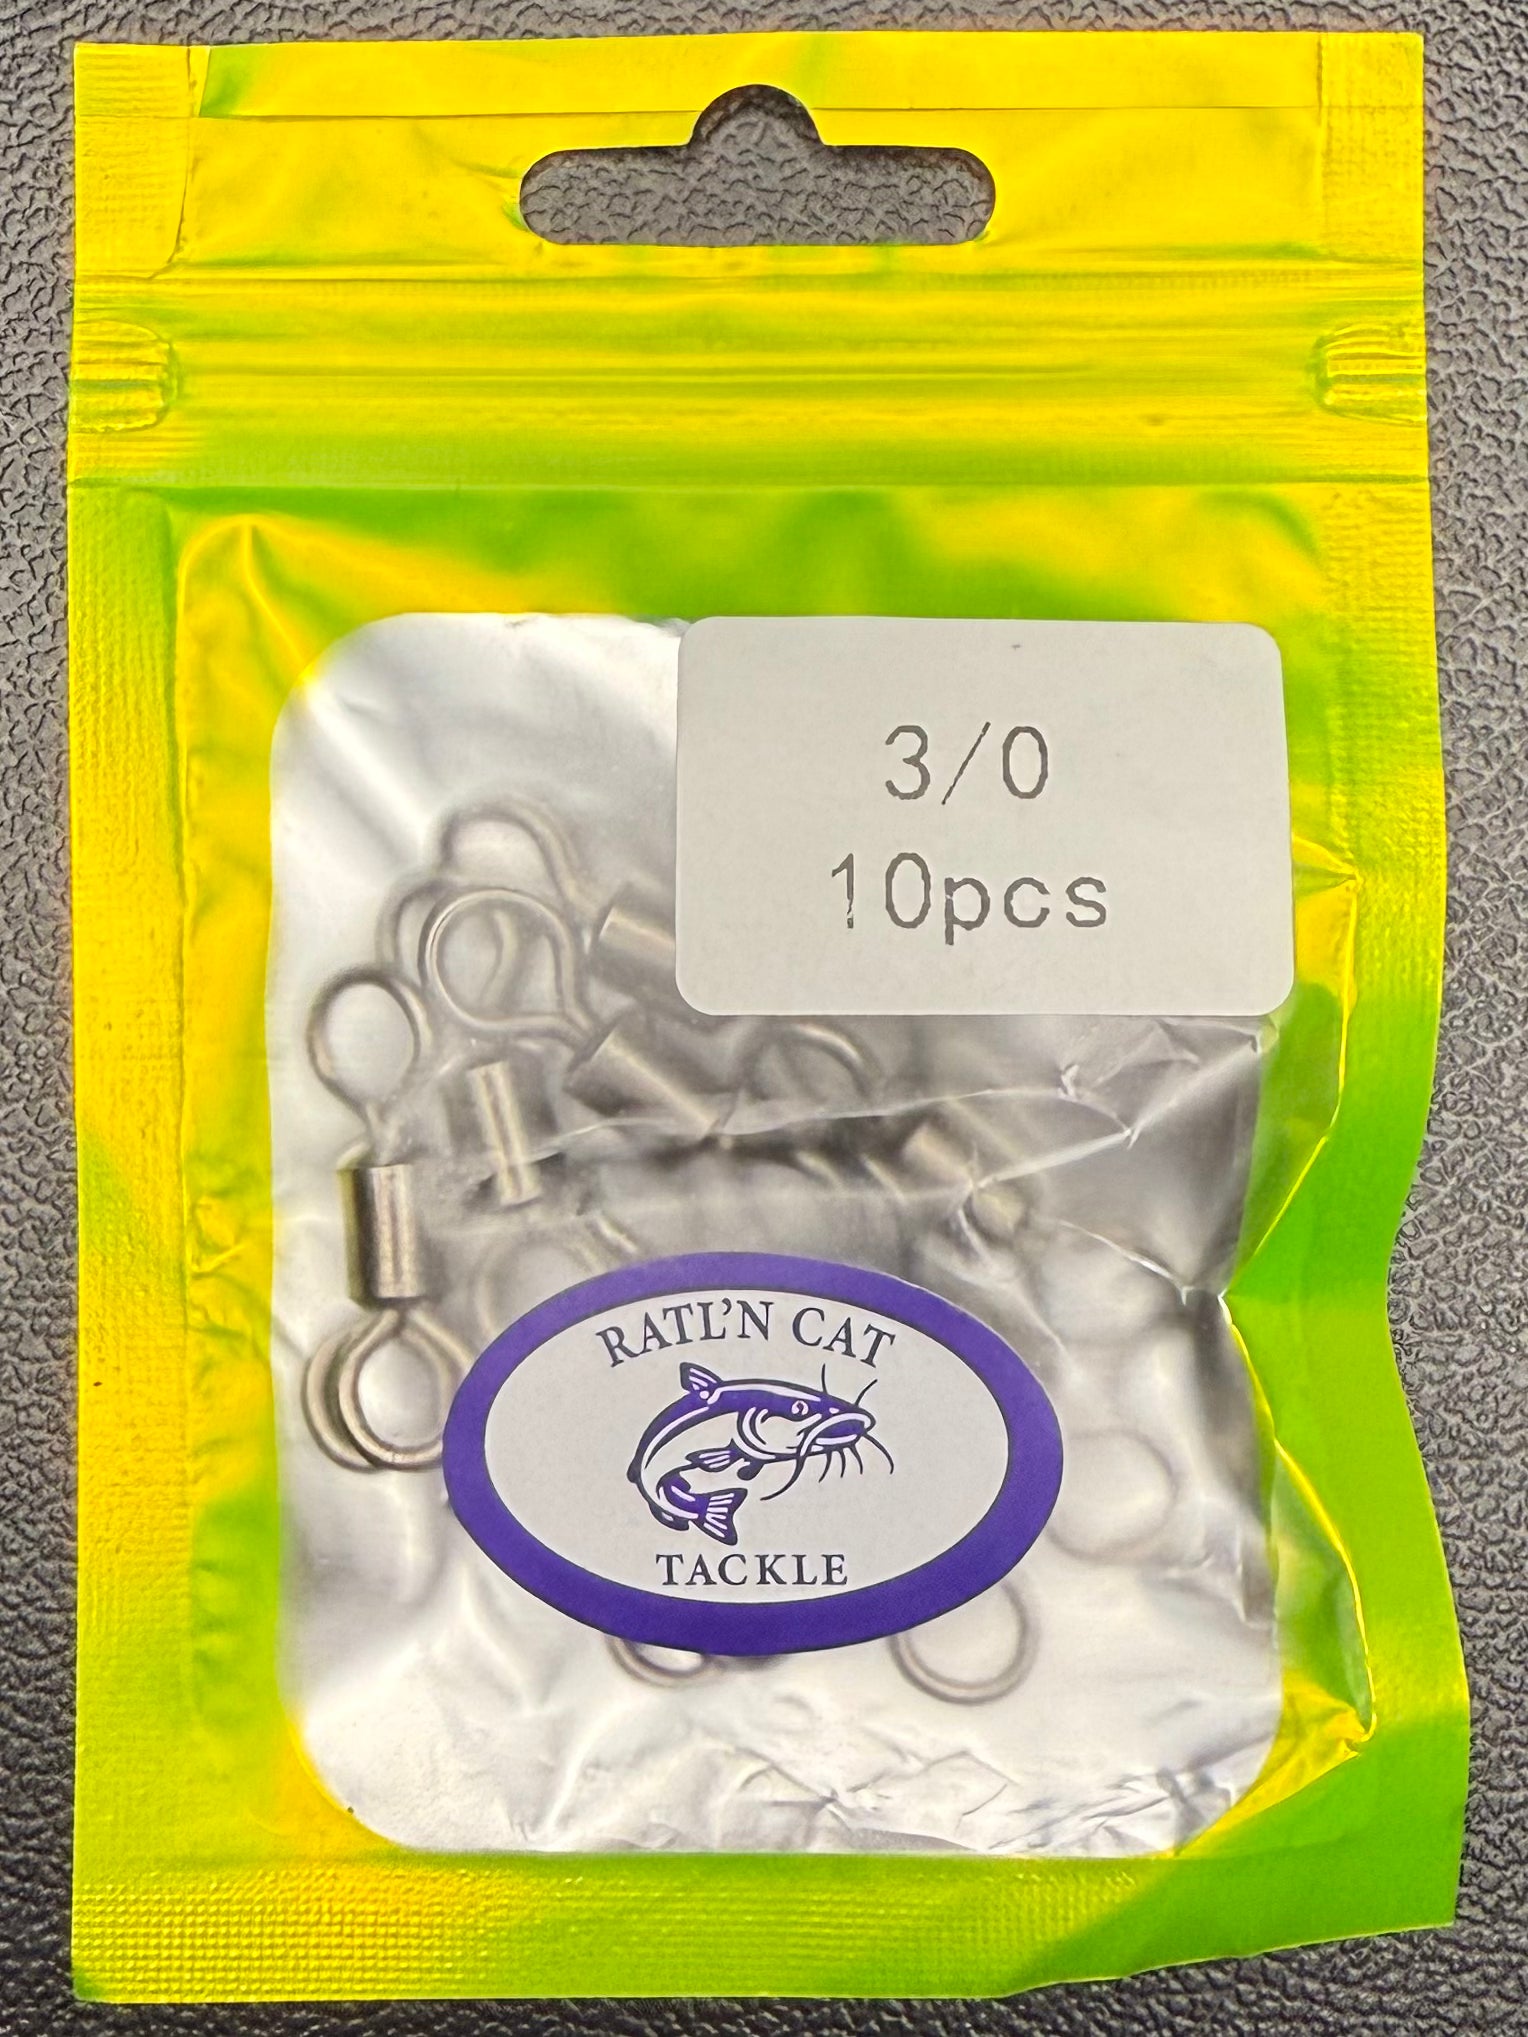 3/0
10pcs
RATL'N CAT
TACKLE